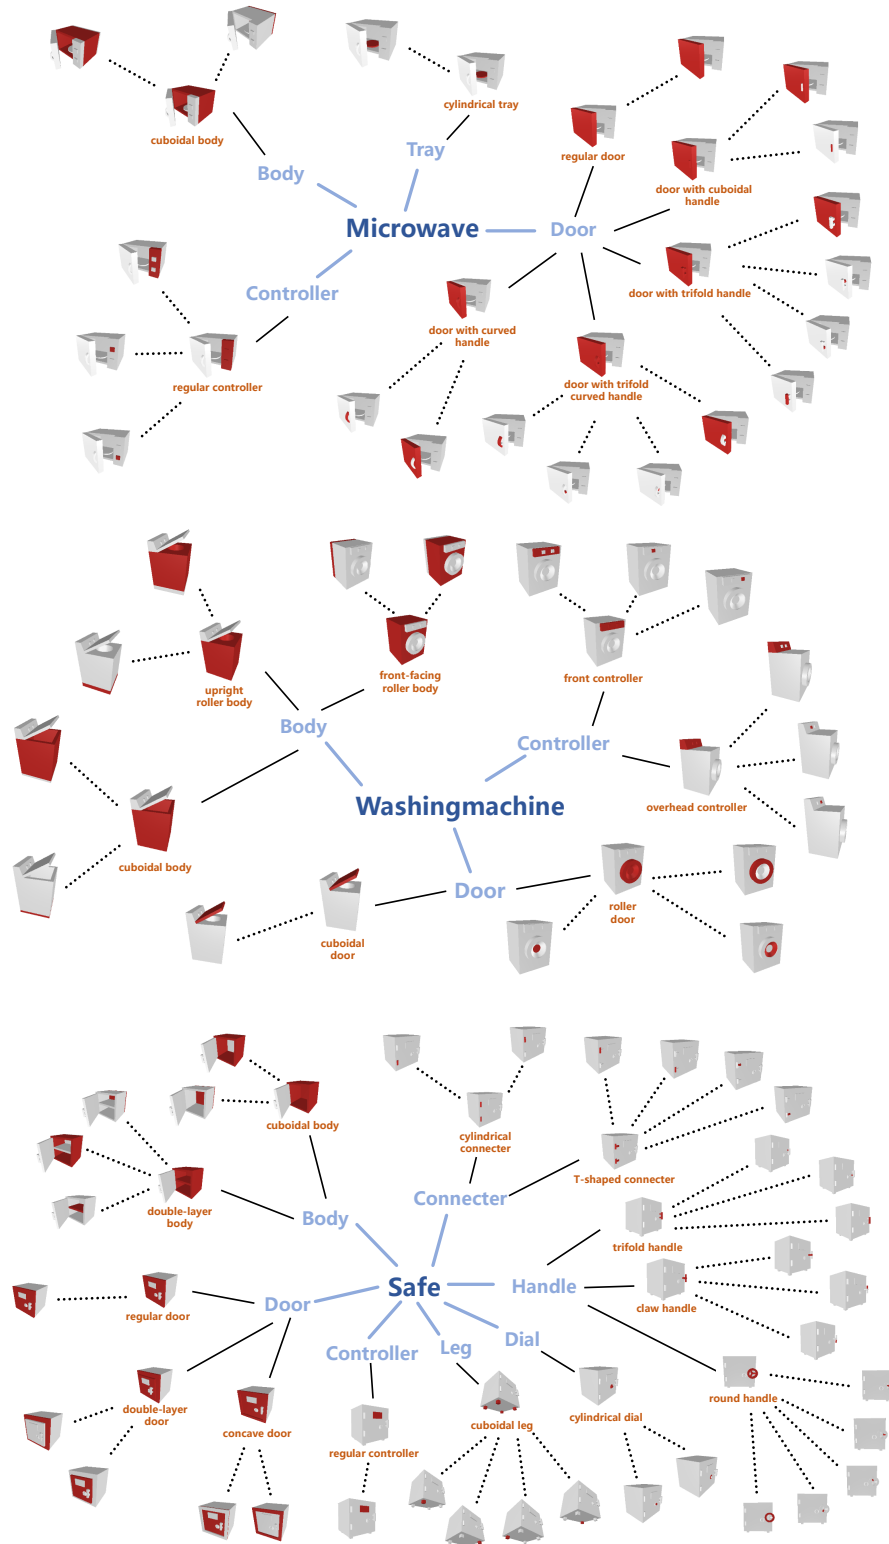 cuboidal body
cylindrical tray
Tray
regular door
Body
door with cuboidal
handle
Microwave
Door
Controller
door with trifold handle
door with curved
handle
regular controller
door with trifold
curved handle
upright
roller body
front-facing
roller body
front controller
Body
Controller
Washingmachine
overhead controller
cuboidal body
Door
cuboidal
door
roller
door
cuboidal body
cylindrical
connecter
T-shaped connecter
double-layer
body
Body
Connecter
trifold handle
Safe
Handle
Door
regular door
claw handle
Controller
Leg
Dial
double-layer
door
concave door
regular controller
cuboidal leg
cylindrical dial
round handle